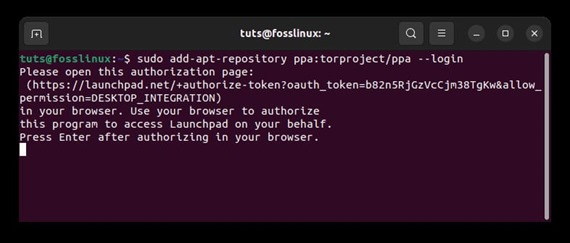 tuts@fosslinux: ~
tuts@fosslinux:~$ sudo add-apt-repository ppa:torproject/ppa --login
Please open this authorization page:
 (https://launchpad.net/+authorize-token?oauth_token=b82n5RjGzVcCjm38TgKw&allow_
permission=DESKTOP_INTEGRATION)
in your browser. Use your browser to authorize
this program to access Launchpad on your behalf.
Press Enter after authorizing in your browser.